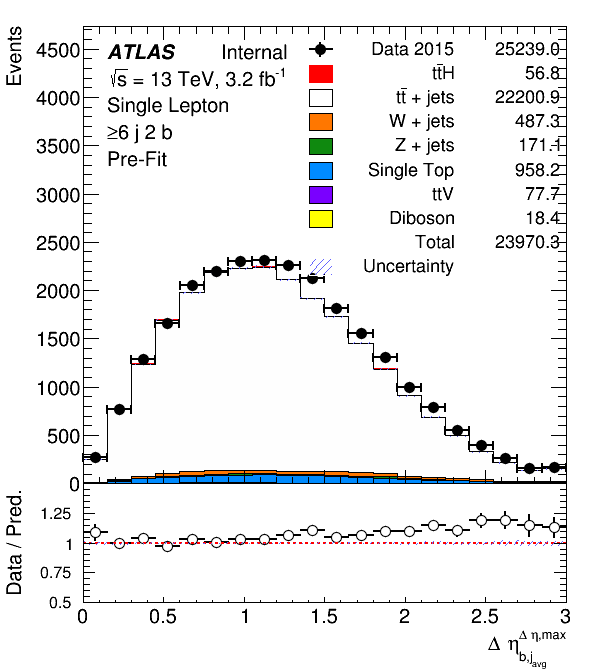 Events
4500
4000
3500
3000
2500
2000
1500
1000
500
0
ATLAS Internal
√s = 13 TeV, 3.2 fb⁻¹
Single Lepton
≥6 j 2 b
Pre-Fit
Data 2015 25239.0
tt̄H 56.8
tt̄ + jets 22200.9
W + jets 487.3
Z + jets 171.1
Single Top 958.2
ttV 77.7
Diboson 18.4
Total 23970.3
Uncertainty
Data / Pred.
1.25
1
0.75
0.5
0 0.5 1 1.5 2 2.5 3
Δ η_{b,j_{avg}}^{Δ η,max}